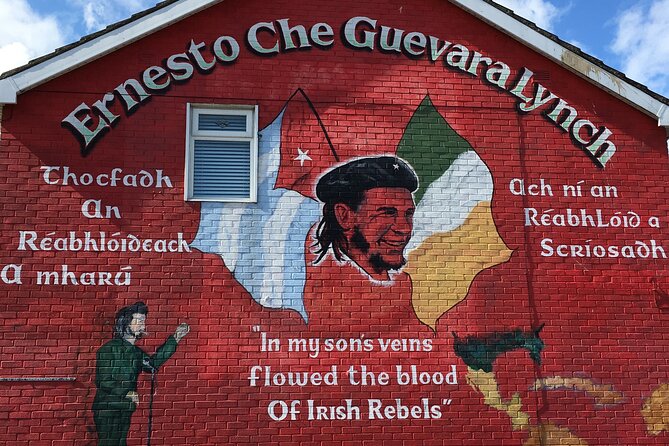 Ernesto Che Guevara Lynch
Thocfadh
An
Réabhlóideach
A mharú
Ach ní an
Réabhlóid a
Scríosadh
"In my son's veins
flowed the blood
Of Irish Rebels"